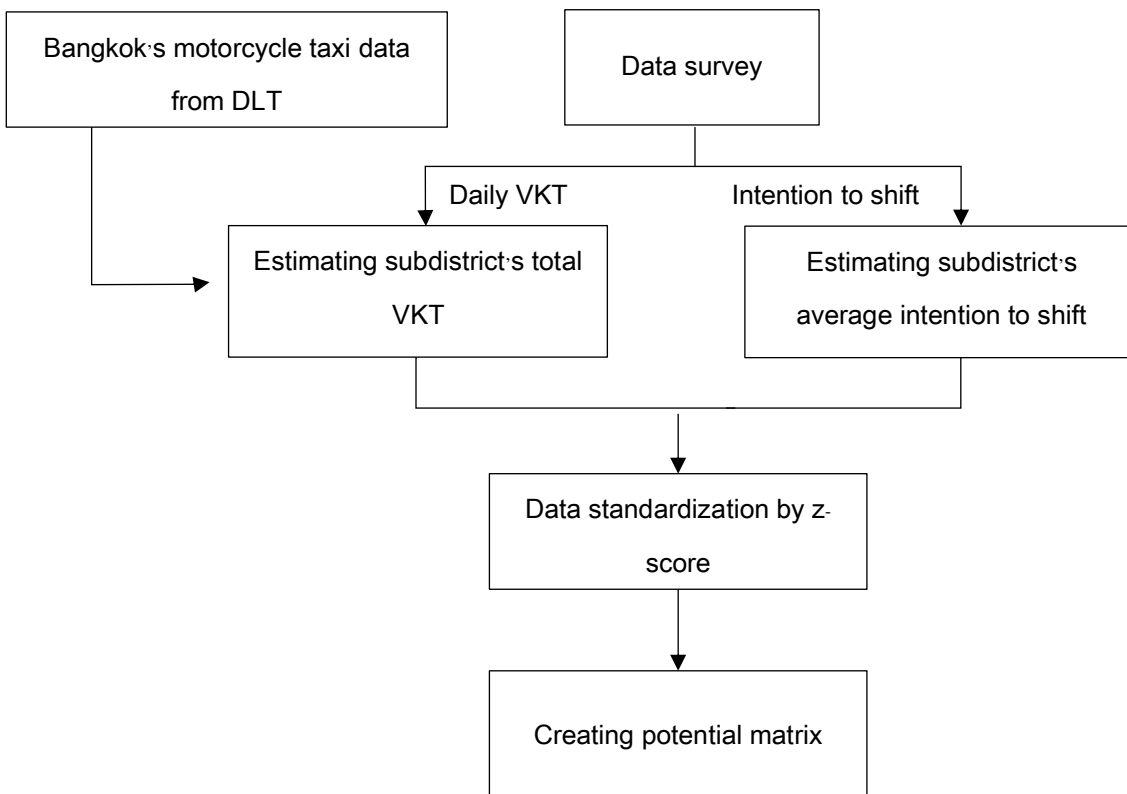 Bangkok's motorcycle taxi data
from DLT
Data survey
Daily VKT
Intention to shift
Estimating subdistrict's total
VKT
Estimating subdistrict's
average intention to shift
Data standardization by z-
score
Creating potential matrix